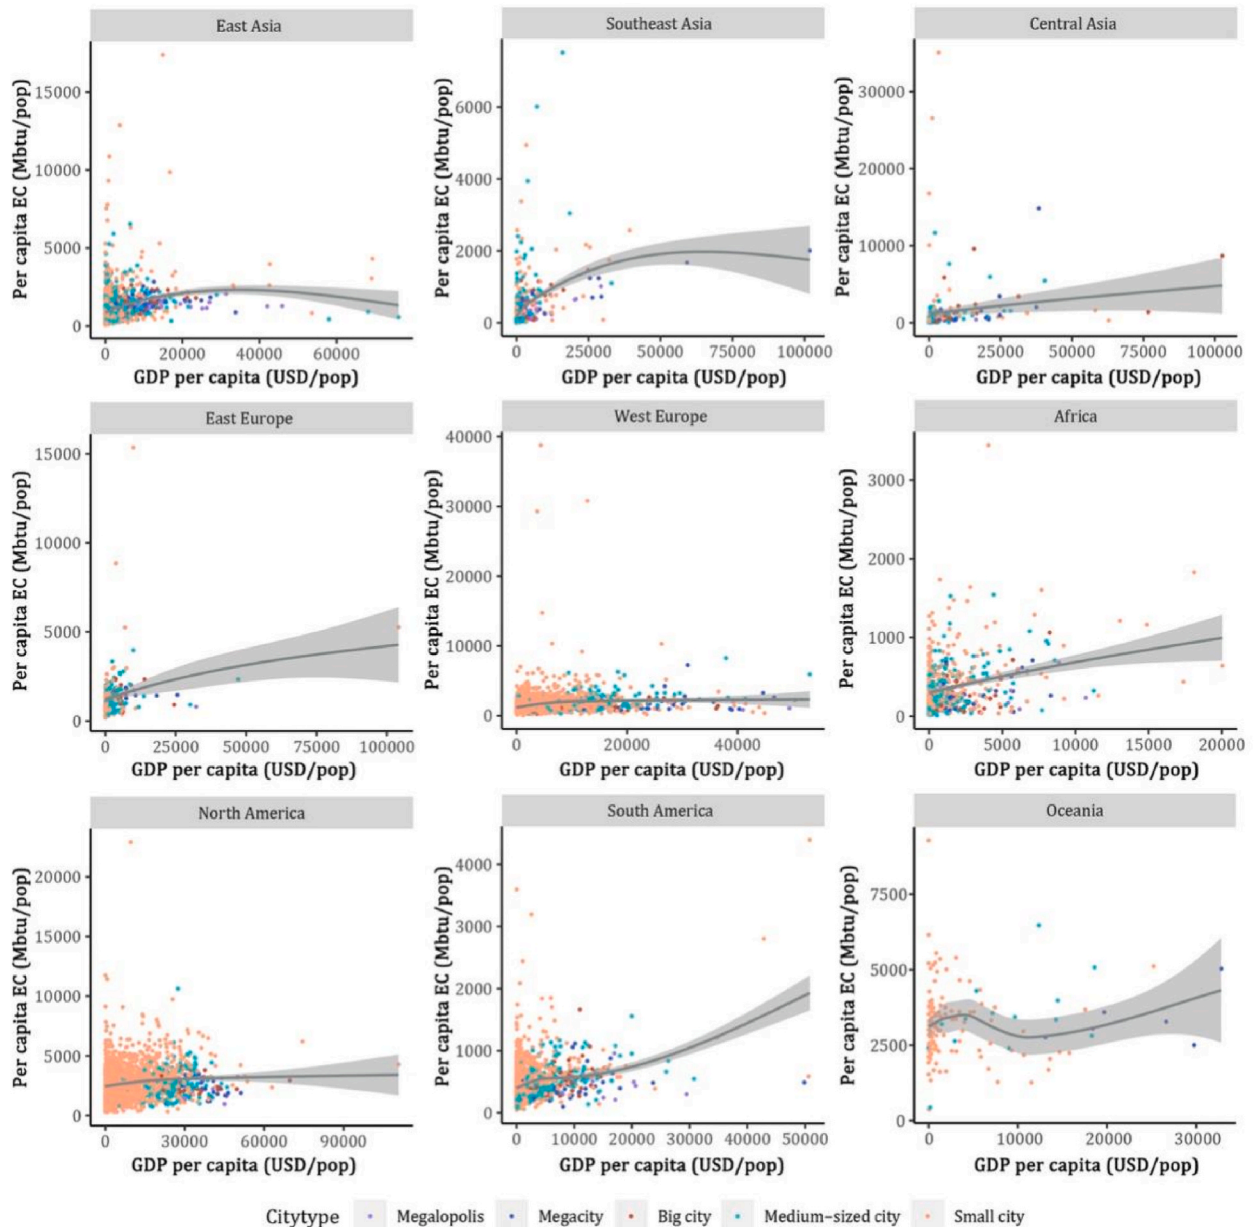 East Asia
Per capita EC (Mbtu/pop)
15000
10000
5000
0
0 20000 40000 60000
GDP per capita (USD/pop)
Southeast Asia
Per capita EC (Mbtu/pop)
6000
4000
2000
0
0 25000 50000 75000 100000
GDP per capita (USD/pop)
Central Asia
Per capita EC (Mbtu/pop)
30000
20000
10000
0
0 25000 50000 75000 100000
GDP per capita (USD/pop)
East Europe
Per capita EC (Mbtu/pop)
15000
10000
5000
0
0 25000 50000 75000 100000
GDP per capita (USD/pop)
West Europe
Per capita EC (Mbtu/pop)
40000
30000
20000
10000
0
0 20000 40000
GDP per capita (USD/pop)
Africa
Per capita EC (Mbtu/pop)
3000
2000
1000
0
0 5000 10000 15000 20000
GDP per capita (USD/pop)
North America
Per capita EC (Mbtu/pop)
20000
15000
10000
5000
0
0 30000 60000 90000
GDP per capita (USD/pop)
South America
Per capita EC (Mbtu/pop)
4000
3000
2000
1000
0
0 10000 20000 30000 40000 50000
GDP per capita (USD/pop)
Oceania
Per capita EC (Mbtu/pop)
7500
5000
2500
0
0 10000 20000 30000
GDP per capita (USD/pop)
Citytype Megalopolis Megacity Big city Medium-sized city Small city